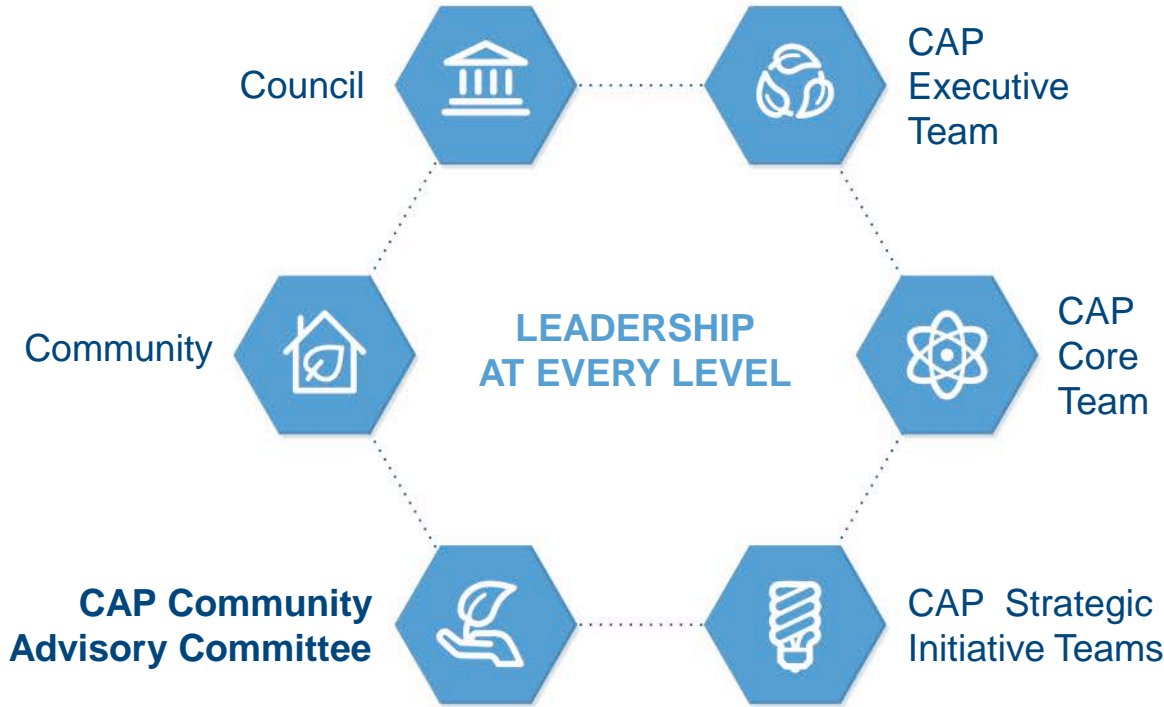 Council
CAP
Executive
Team
Community
LEADERSHIP
AT EVERY LEVEL
CAP
Core
Team
CAP Community
Advisory Committee
CAP Strategic
Initiative Teams